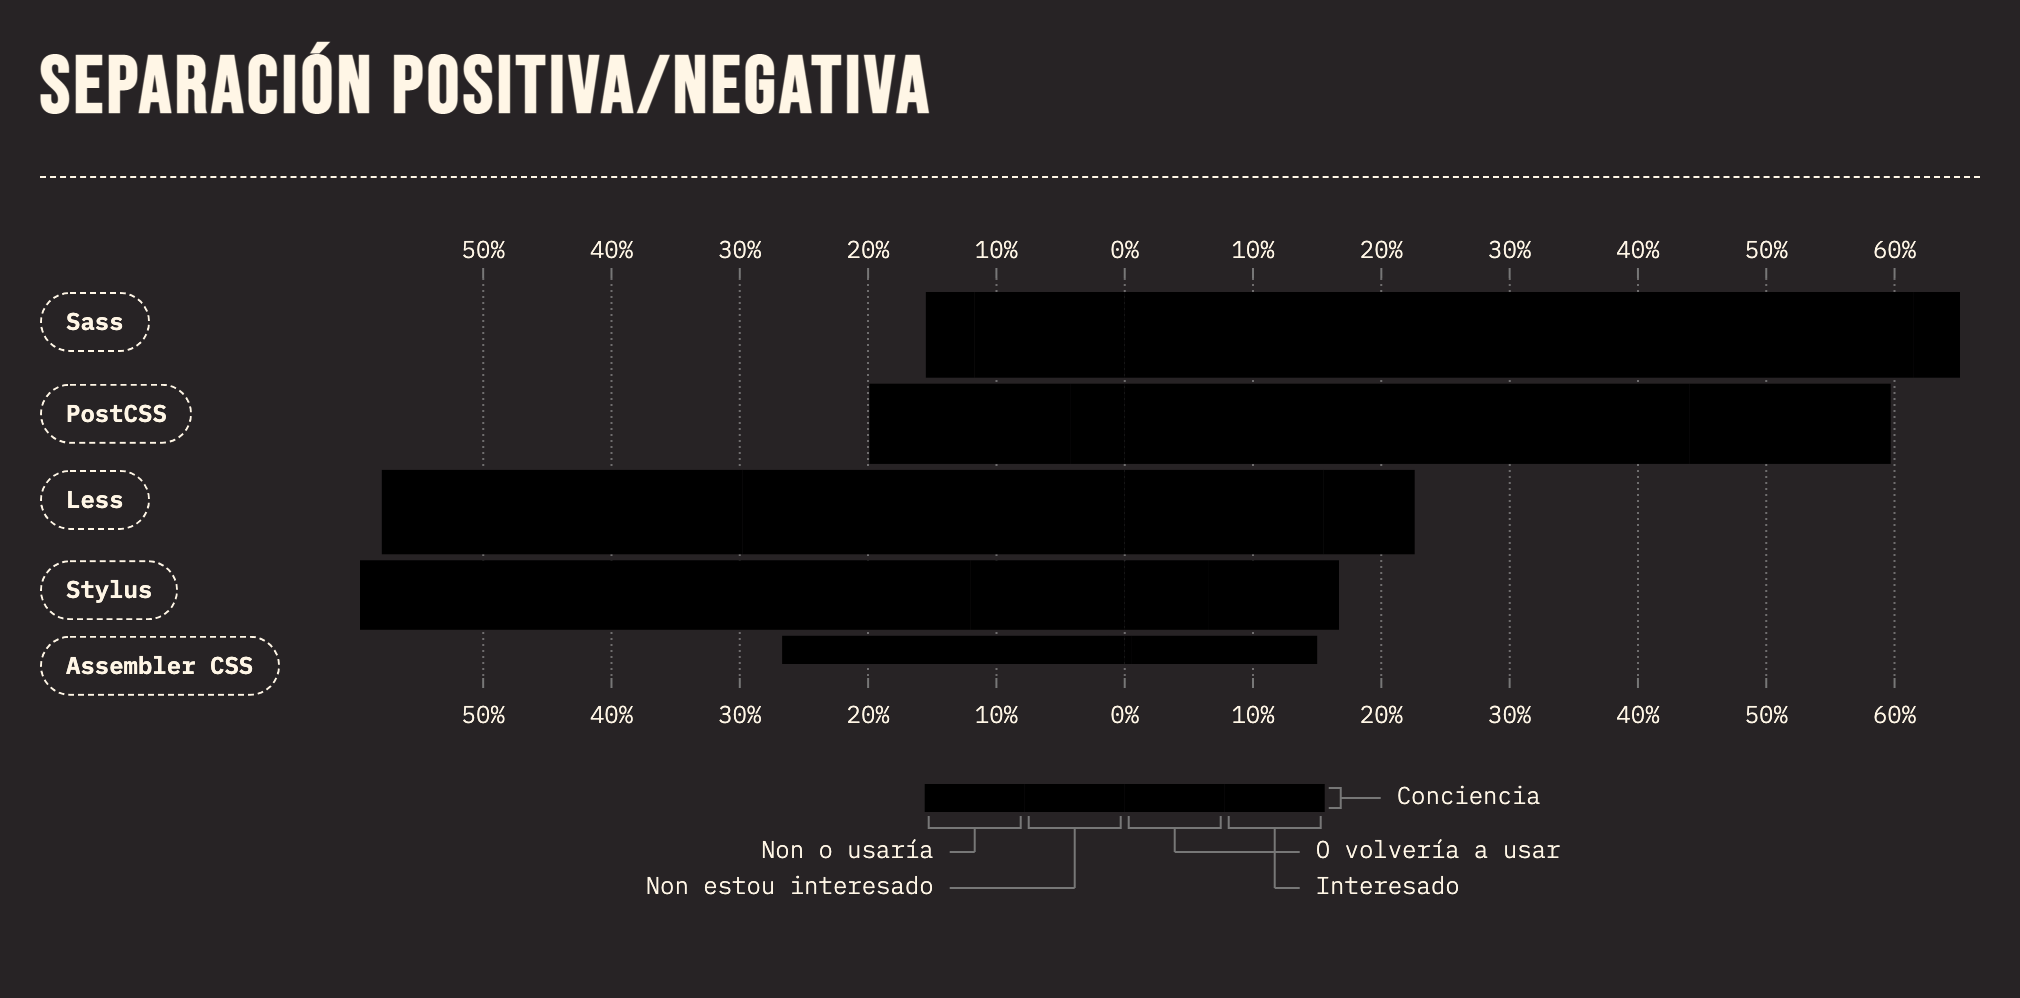 SEPARACIÓN POSITIVA/NEGATIVA
50% 40% 30% 20% 10% 0% 10% 20% 30% 40% 50% 60%
Sass
PostCSS
Less
Stylus
Assembler CSS
50% 40% 30% 20% 10% 0% 10% 20% 30% 40% 50% 60%
Conciencia
Non o usaría O volvería a usar
Non estou interesado Interesado